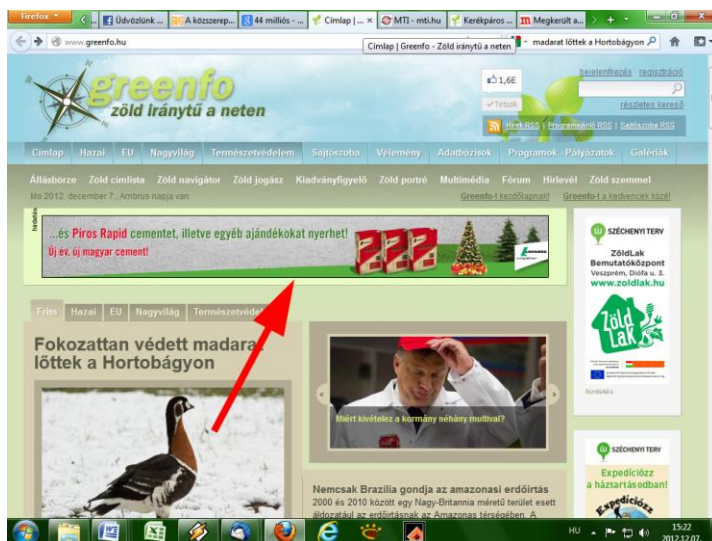 Firefox
Üdvözlünk ...
A közszerep...
44 milliós - ...
Címlap | ...
MTI - mti.hu
Kerékpáros ...
Megkerült a...
www.greenfo.hu
Címlap | Greenfo - Zöld iránytű a neten
madarat lőttek a Hortobágyon
greenfo
zöld iránytű a neten
1,6E
Tetszik
bejelentkezés regisztráció
részletes kereső
Hírek RSS | Programajánló RSS | Sajtószoba RSS
Címlap Hazai EU Nagyvilág Természetvédelem Sajtószoba Vélemény Adatbázisok Programok - Pályázatok Galériák
Állásbörze Zöld címlista Zöld navigátor Zöld jogász Kiadványfigyelő Zöld portré Multimédia Fórum Hírlevél Zöld szemmel
Ma 2012. december 7., Ambrus napja van.
Greenfo-t kezdőlapnak! Greenfo-t a kedvencek közé!
hirdetés
...és Piros Rapid cementet, illetve egyéb ajándékokat nyerhet!
Új év, új magyar cement!
LAFARGE
SZÉCHENYI TERV
ZöldLak
Bemutatóközpont
Veszprém, Diófa u. 3.
www.zoldlak.hu
Zöld
Lak
hirdetés
Friss Hazai EU Nagyvilág Természetvédelem
Fokozattan védett madarat
lőttek a Hortobágyon
Miért kivételez a kormány néhány multival?
Nemcsak Brazília gondja az amazonasi erdőirtás
2000 és 2010 között egy Nagy-Britannia méretű terület esett
áldozatául az erdőirtásnak az Amazonas térségében. A
SZÉCHENYI TERV
Expedíciózz
a háztartásodban!
Expedíciózz
HU
15:22
2012.12.07.